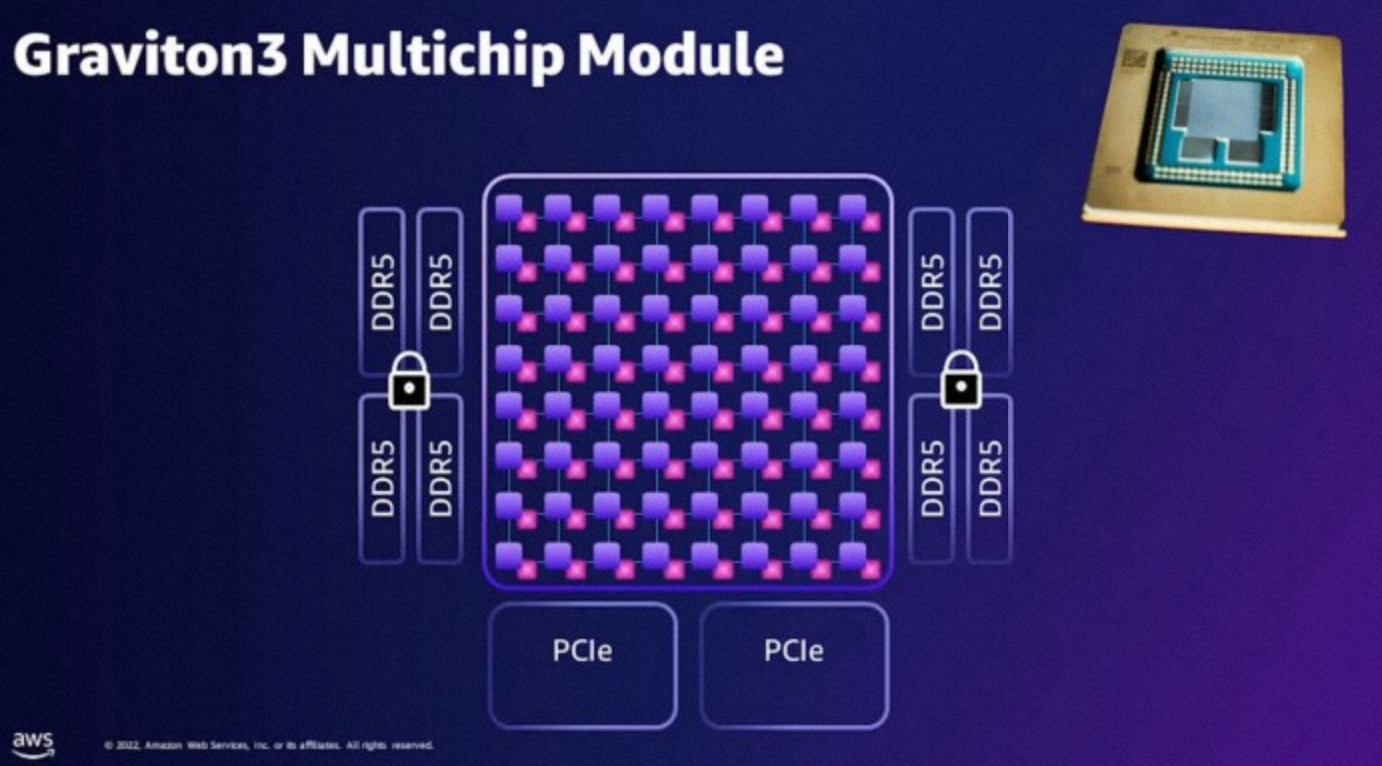 Graviton3 Multichip Module
DDR5 DDR5 DDR5 DDR5
DDR5 DDR5 DDR5 DDR5
PCIe PCIe
aws © 2022, Amazon Web Services, Inc. or its affiliates. All rights reserved.